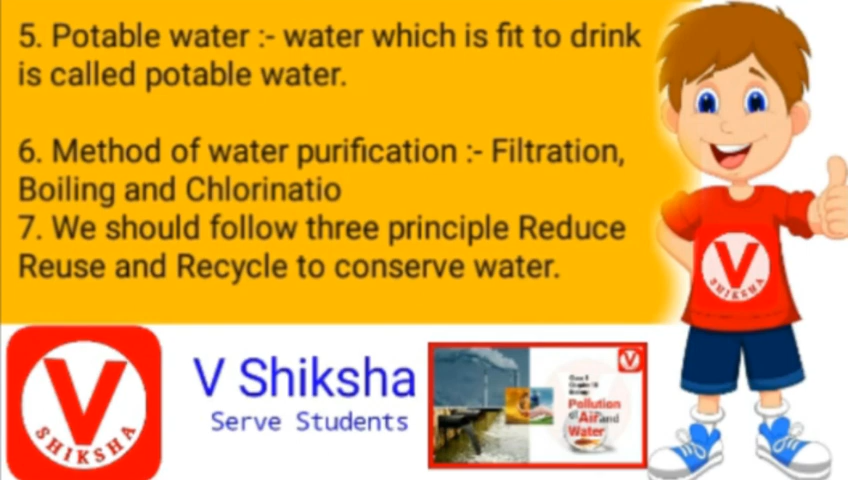 5. Potable water :- water which is fit to drink
is called potable water.
6. Method of water purification :- Filtration,
Boiling and Chlorinatio
7. We should follow three principle Reduce
Reuse and Recycle to conserve water.
V
SHIKSHA
V
SHIKSHA
V Shiksha
Serve Students
V
Pollution
of Air and
Water